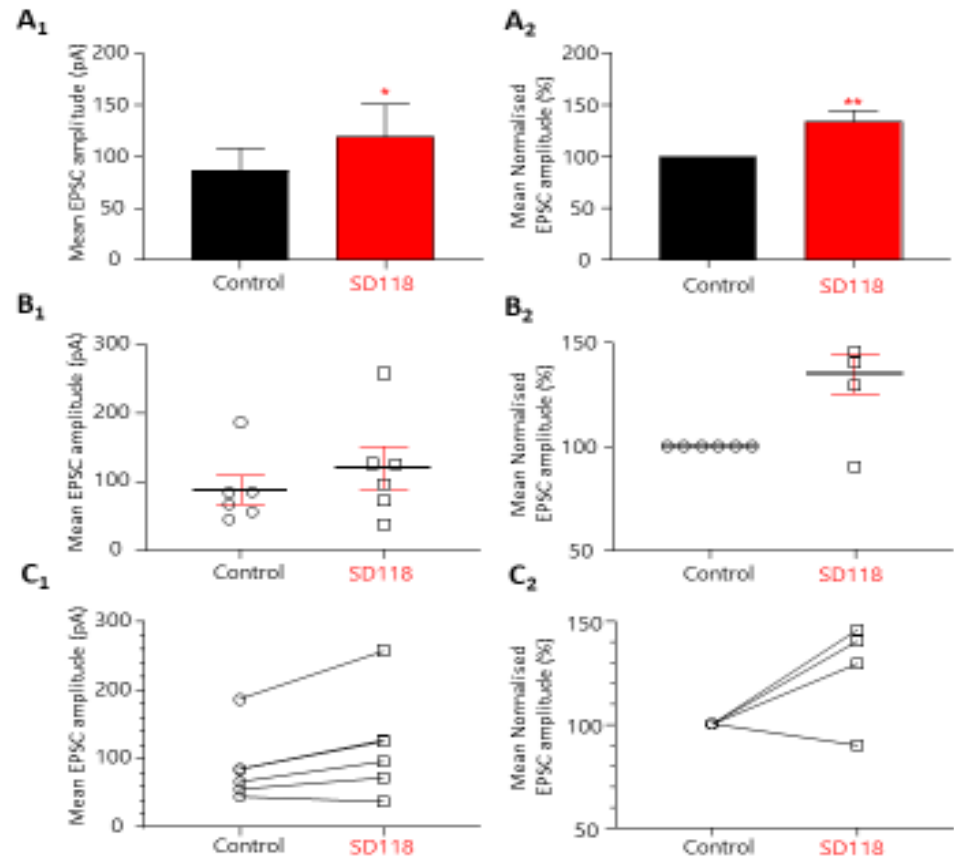 A1
Mean EPSC amplitude (pA)
200
150
100
50
0
*
Control
SD118
A2
Mean Normalised
EPSC amplitude (%)
200
150
100
50
0
**
Control
SD118
B1
Mean EPSC amplitude (pA)
300
200
100
0
Control
SD118
B2
Mean Normalised
EPSC amplitude (%)
150
100
50
Control
SD118
C1
Mean EPSC amplitude (pA)
300
200
100
0
Control
SD118
C2
Mean Normalised
EPSC amplitude (%)
150
100
50
Control
SD118